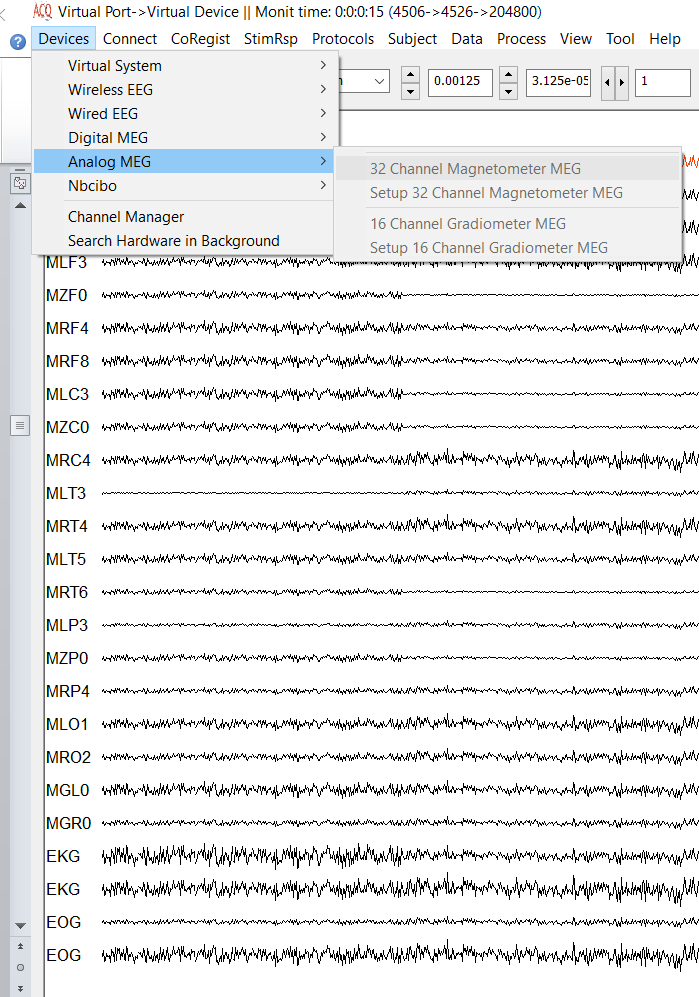 ACQ Virtual Port->Virtual Device || Monit time: 0:0:0:15 (4506->4526->204800)
? Devices Connect CoRegist StimRsp Protocols Subject Data Process View Tool Help
Virtual System
Wireless EEG
Wired EEG
Digital MEG
Analog MEG
Nbcibo
Channel Manager
Search Hardware in Background
0.00125 3.125e-05 1
32 Channel Magnetometer MEG
Setup 32 Channel Magnetometer MEG
16 Channel Gradiometer MEG
Setup 16 Channel Gradiometer MEG
MLF3
MZF0
MRF4
MRF8
MLC3
MZC0
MRC4
MLT3
MRT4
MLT5
MRT6
MLP3
MZP0
MRP4
MLO1
MRO2
MGL0
MGR0
EKG
EKG
EOG
EOG